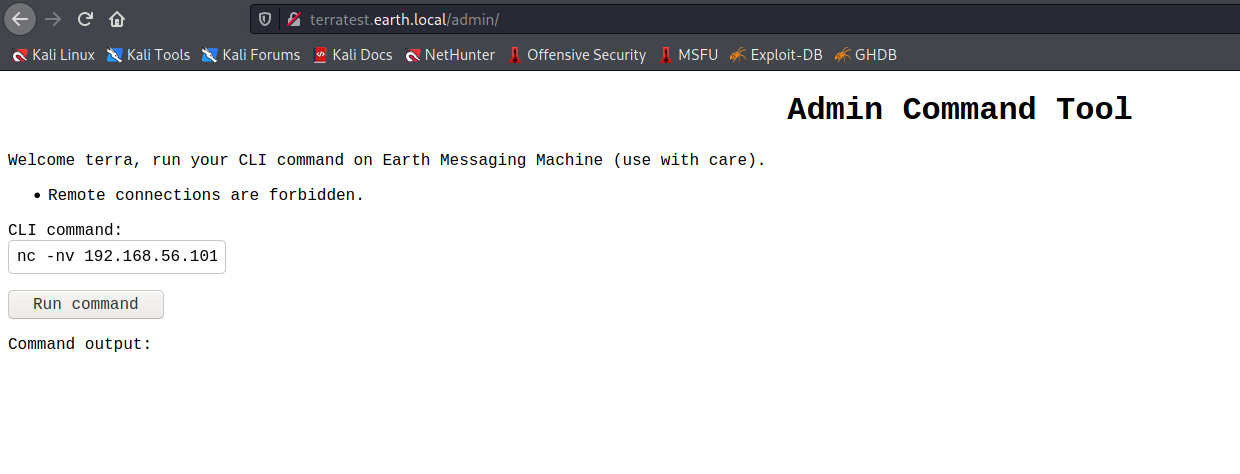 terratest.earth.local/admin/
Kali Linux Kali Tools Kali Forums Kali Docs NetHunter Offensive Security MSFU Exploit-DB GHDB
Admin Command Tool
Welcome terra, run your CLI command on Earth Messaging Machine (use with care).
• Remote connections are forbidden.
CLI command:
nc -nv 192.168.56.101
Run command
Command output: